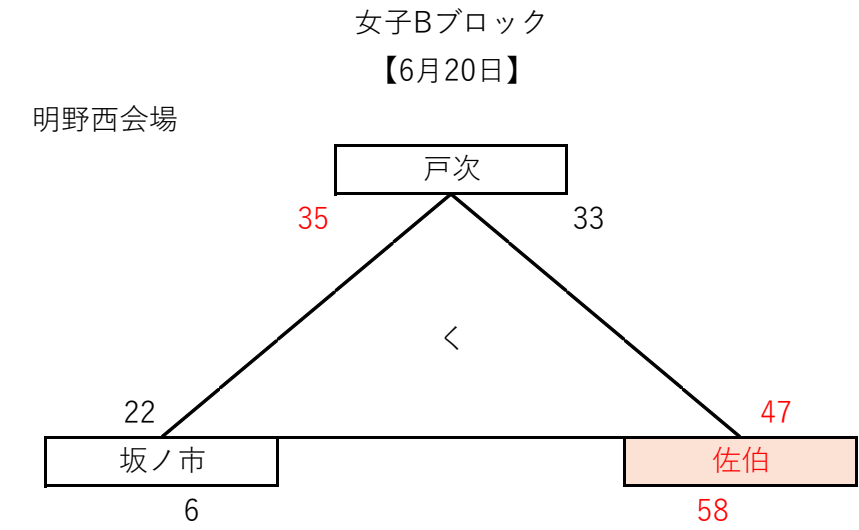 女子Bブロック
【6月20日】
明野西会場
戸次
35 33
く
22 47
坂ノ市 佐伯
6 58